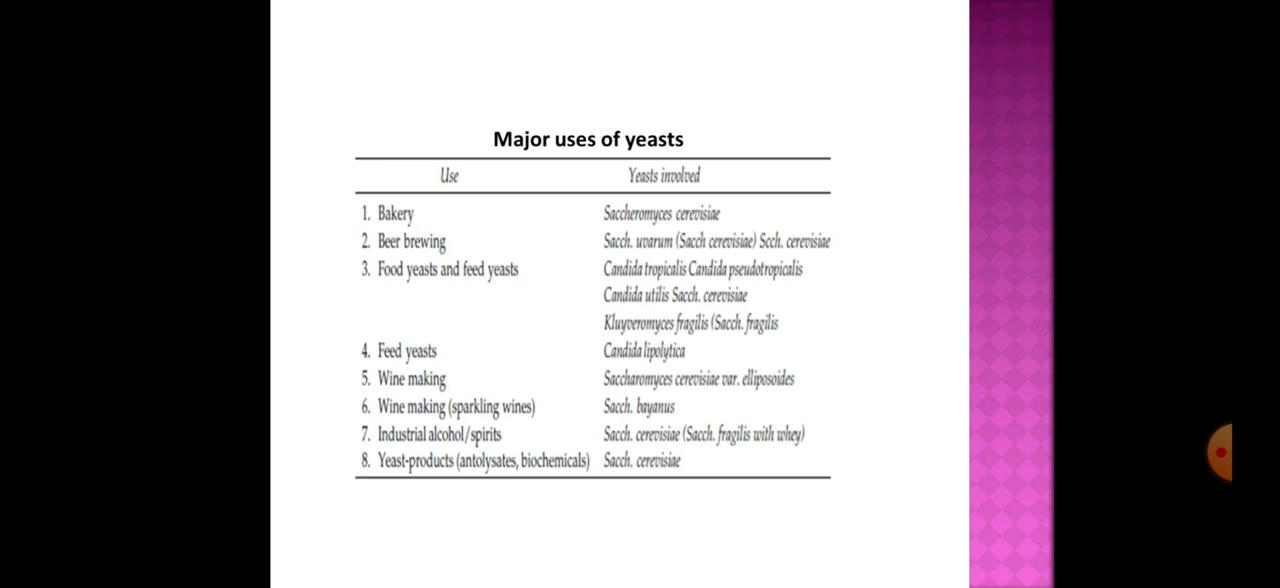 Major uses of yeasts
Use Yeasts involved
1. Bakery Saccheromyces cerevisiae
2. Beer brewing Sacch. uvarum (Sacch cerevisiae) Scch. cerevisiae
3. Food yeasts and feed yeasts Candida tropicalis Candida pseudotropicalis
Candida utilis Sacch. cerevisiae
Kluyveromyces fragilis (Sacch. fragilis
4. Feed yeasts Candida lipolytica
5. Wine making Saccharomyces cerevisiae var. elliposoides
6. Wine making (sparkling wines) Sacch. bayanus
7. Industrial alcohol/spirits Sacch. cerevisiae (Sacch. fragilis with whey)
8. Yeast-products (antolysates, biochemicals) Sacch. cerevisiae